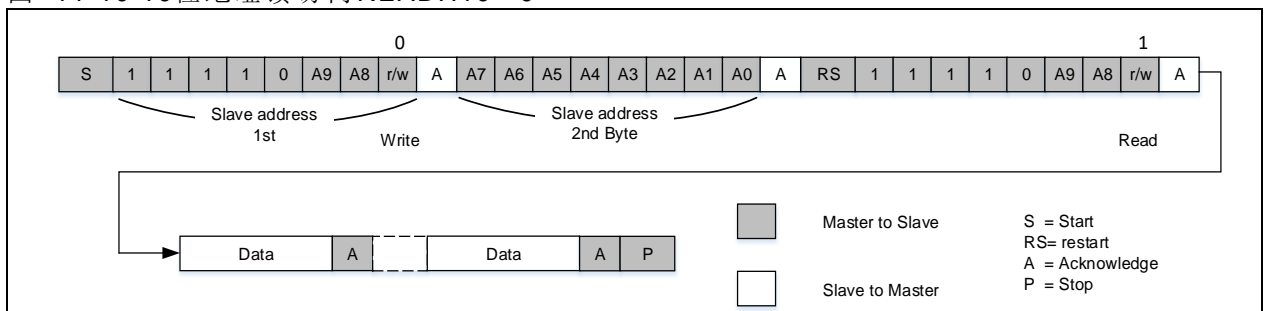 0 1
S 1 1 1 1 0 A9 A8 r/w A A7 A6 A5 A4 A3 A2 A1 A0 A RS 1 1 1 1 0 A9 A8 r/w A
Slave address
1st
Write
Slave address
2nd Byte
Read
Data A Data A P
Master to Slave
Slave to Master
S = Start
RS= restart
A = Acknowledge
P = Stop